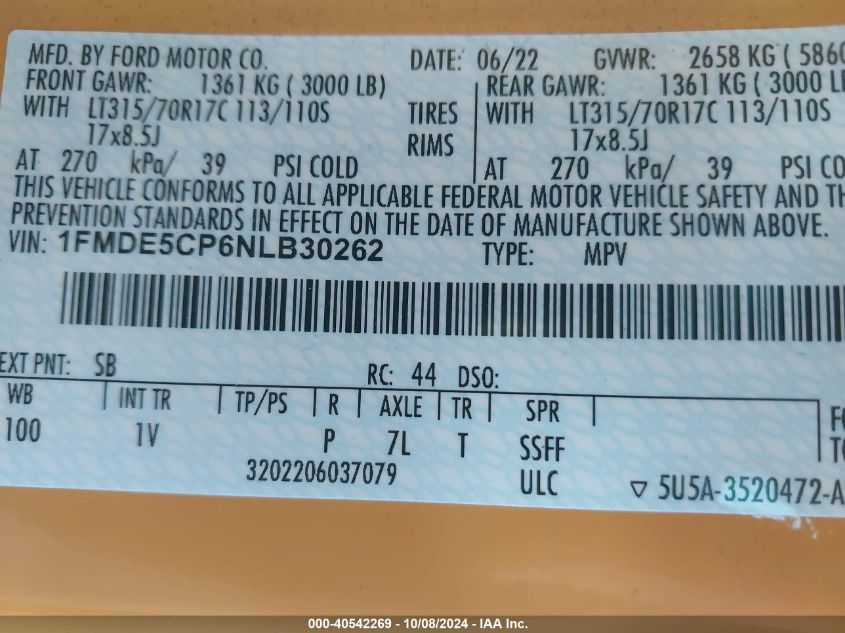 MFD. BY FORD MOTOR CO. DATE: 06/22 GVWR: 2658 KG ( 5860
FRONT GAWR: 1361 KG ( 3000 LB) REAR GAWR: 1361 KG ( 3000 L
WITH LT315/70R17C 113/110S TIRES WITH LT315/70R17C 113/110S
17x8.5J RIMS 17x8.5J
AT 270 kPa/ 39 PSI COLD AT 270 kPa/ 39 PSI CO
THIS VEHICLE CONFORMS TO ALL APPLICABLE FEDERAL MOTOR VEHICLE SAFETY AND TH
PREVENTION STANDARDS IN EFFECT ON THE DATE OF MANUFACTURE SHOWN ABOVE.
VIN: 1FMDE5CP6NLB30262 TYPE: MPV
EXT PNT: SB RC: 44 DSO:
WB INT TR TP/PS R AXLE TR SPR F
100 1V P 7L T SSFF T
3202206037079 ULC ▽ 5U5A-3520472-A
000-40542269 - 10/08/2024 - IAA Inc.